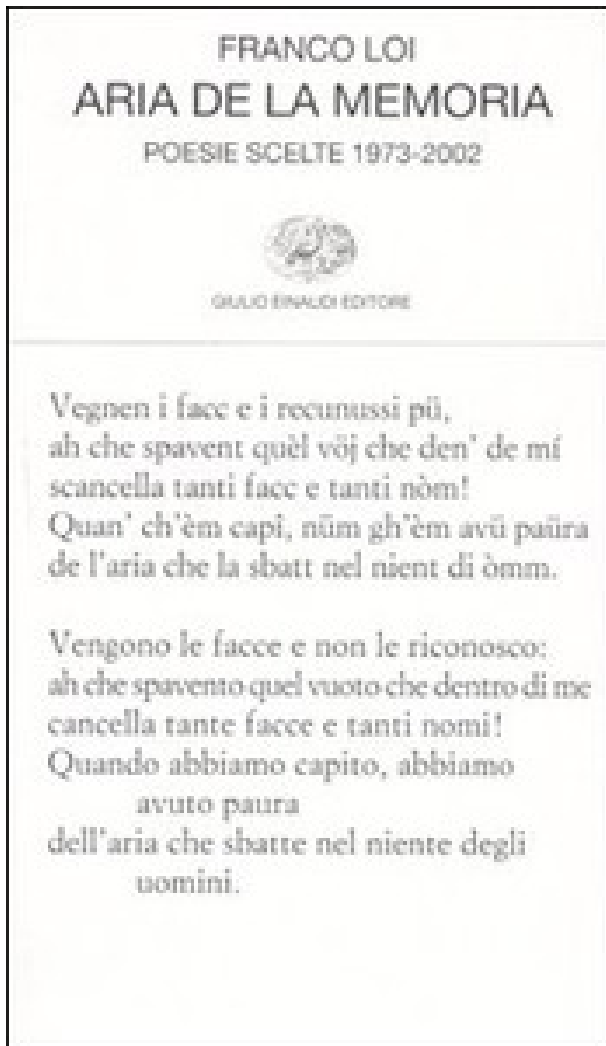 FRANCO LOI
ARIA DE LA MEMORIA
POESIE SCELTE 1973-2002
GIULIO EINAUDI EDITORE
Vegnen i facc e i recunussi pü,
ah che spavent quèl vöj che den' de mí
scancella tanti facc e tanti nòm!
Quan' ch'èm capí, nüm gh'èm avü paüra
de l'aria che la sbatt nel nient di òmm.
Vengono le facce e non le riconosco:
ah che spavento quel vuoto che dentro di me
cancella tante facce e tanti nomi!
Quando abbiamo capito, abbiamo
avuto paura
dell'aria che sbatte nel niente degli
uomini.